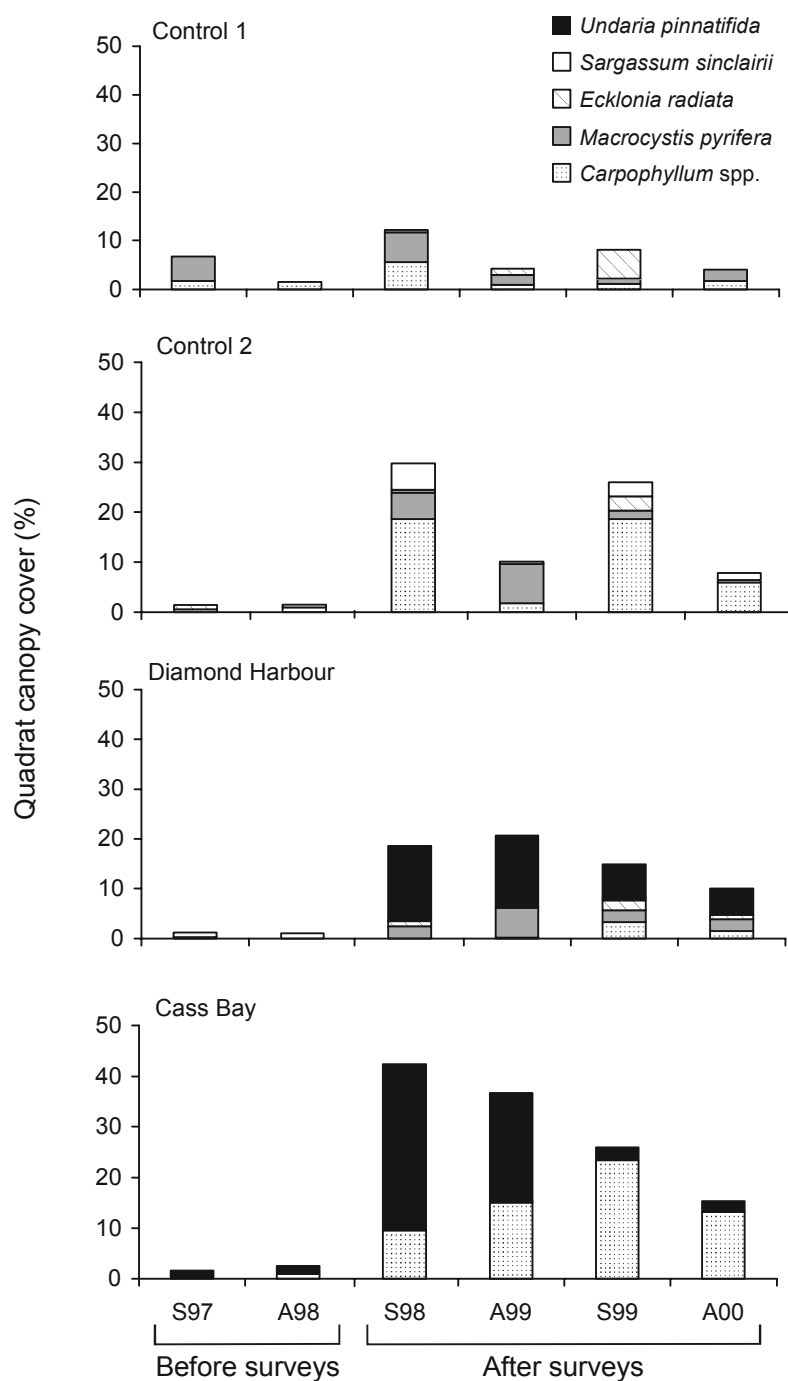 Control 1
Undaria pinnatifida
Sargassum sinclairii
Ecklonia radiata
Macrocystis pyrifera
Carpophyllum spp.
50
40
30
20
10
0
Control 2
50
40
30
20
10
0
Quadrat canopy cover (%)
Diamond Harbour
50
40
30
20
10
0
Cass Bay
50
40
30
20
10
0
S97 A98 S98 A99 S99 A00
Before surveys After surveys